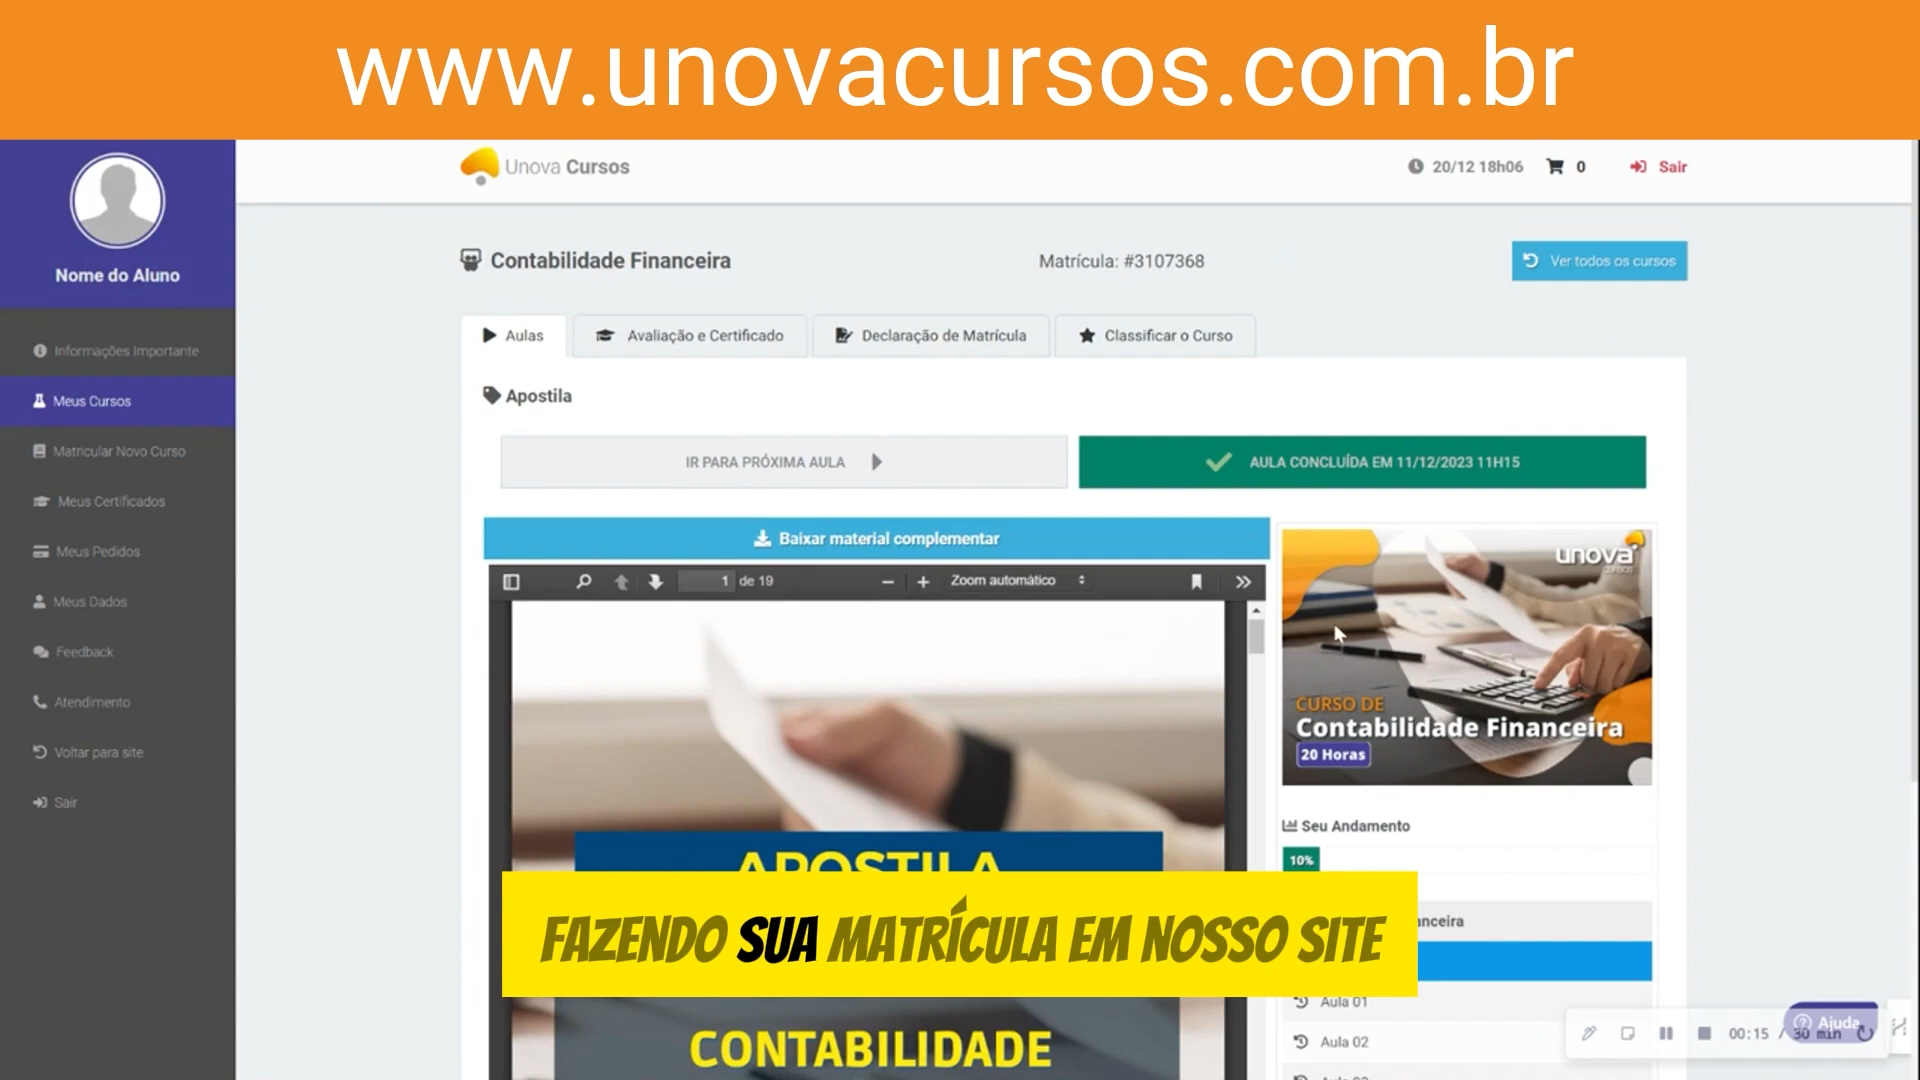 www.unovacursos.com.br
Unova Cursos
20/12 18h06
0
Sair
Nome do Aluno
Informações Importante
Meus Cursos
Matricular Novo Curso
Meus Certificados
Meus Pedidos
Meus Dados
Feedback
Atendimento
Voltar para site
Sair
Contabilidade Financeira
Matrícula: #3107368
Ver todos os cursos
Aulas
Avaliação e Certificado
Declaração de Matrícula
Classificar o Curso
Apostila
IR PARA PRÓXIMA AULA
AULA CONCLUÍDA EM 11/12/2023 11H15
Baixar material complementar
1 de 19
Zoom automático
APOSTILA
CONTABILIDADE
unova
cursos
CURSO DE
Contabilidade Financeira
20 Horas
Seu Andamento
10%
FAZENDO SUA MATRÍCULA EM NOSSO SITE
Aula 01
Aula 02
Ajuda
00:15 / 30 min